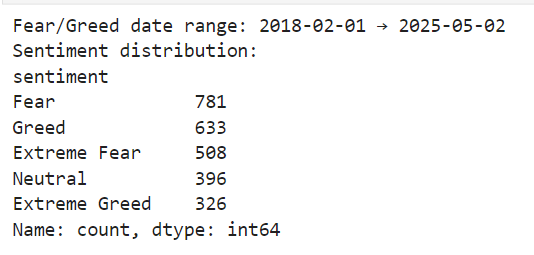 Fear/Greed date range: 2018-02-01 → 2025-05-02
Sentiment distribution:
sentiment
Fear             781
Greed            633
Extreme Fear     508
Neutral          396
Extreme Greed    326
Name: count, dtype: int64